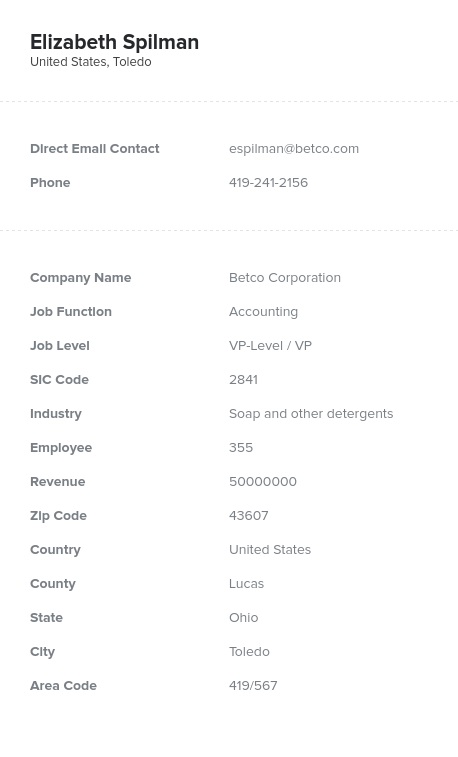 Elizabeth Spilman
United States, Toledo
Direct Email Contact espilman@betco.com
Phone 419-241-2156
Company Name Betco Corporation
Job Function Accounting
Job Level VP-Level / VP
SIC Code 2841
Industry Soap and other detergents
Employee 355
Revenue 50000000
Zip Code 43607
Country United States
County Lucas
State Ohio
City Toledo
Area Code 419/567